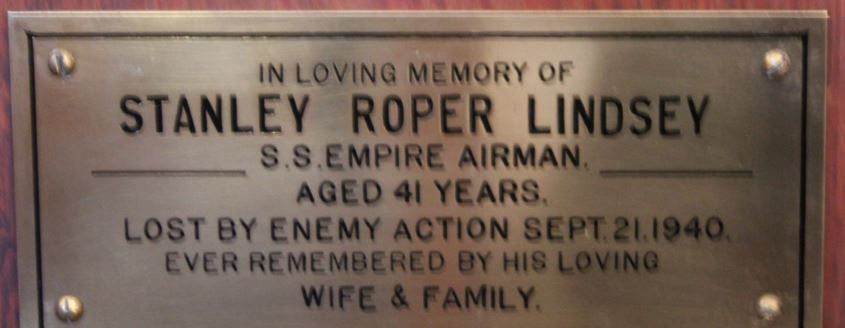 IN LOVING MEMORY OF
STANLEY ROPER LINDSEY
S.S. EMPIRE AIRMAN.
AGED 41 YEARS.
LOST BY ENEMY ACTION SEPT. 21. 1940.
EVER REMEMBERED BY HIS LOVING
WIFE & FAMILY.